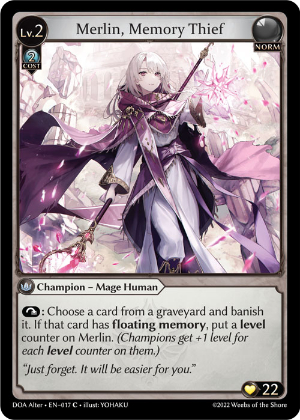 Lv.2
Merlin, Memory Thief
NORM
2
COST
Champion – Mage Human
: Choose a card from a graveyard and banish
it. If that card has floating memory, put a level
counter on Merlin. (Champions get +1 level for
each level counter on them.)
"Just forget. It will be easier for you."
22
DOA Alter • EN-017 C • illust: YOHAKU
©2022 Weebs of the Shore